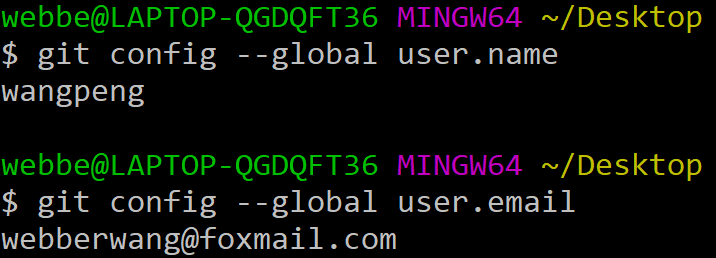 webbe@LAPTOP-QGDQFT36 MINGW64 ~/Desktop
$ git config --global user.name
wangpeng
webbe@LAPTOP-QGDQFT36 MINGW64 ~/Desktop
$ git config --global user.email
webberwang@foxmail.com